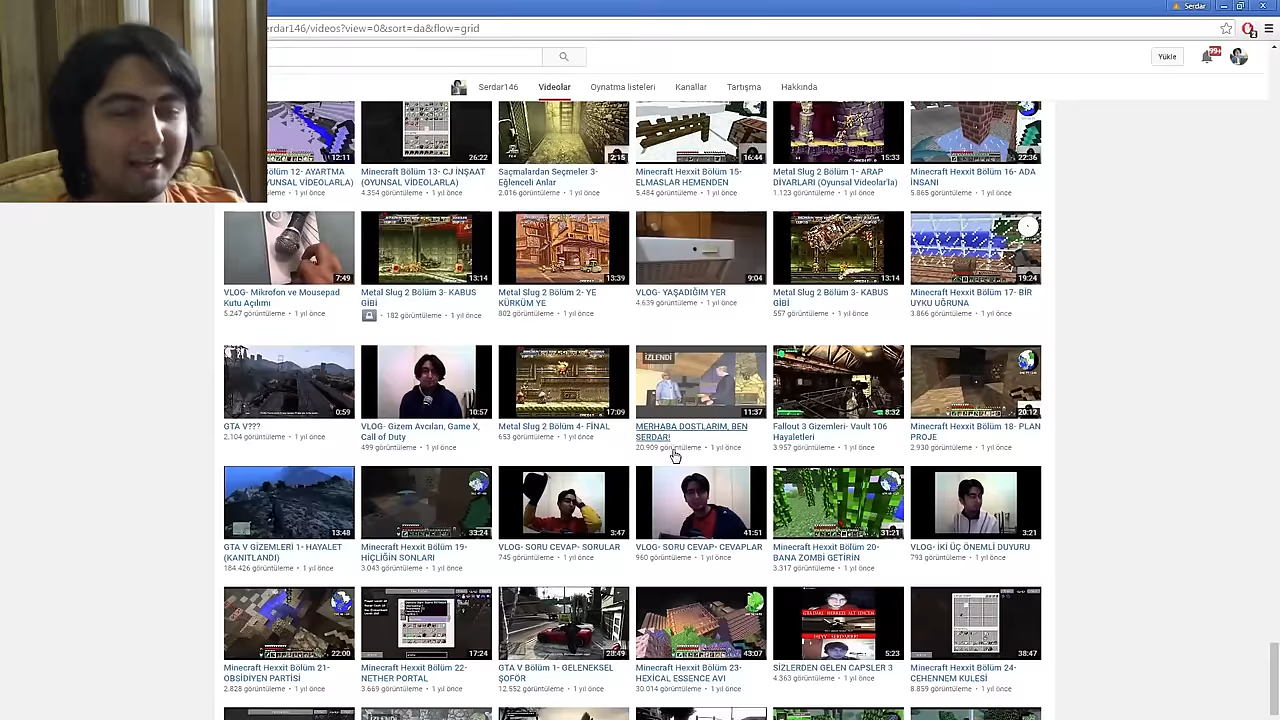 Serdar
erdar146/videos?view=0&sort=da&flow=grid
Yükle
99+
Serdar146
Videolar
Oynatma listeleri
Kanallar
Tartışma
Hakkında
12:11
26:22
2:15
16:44
15:33
22:36
ölüm 12- AYARTMA
YUNSAL VİDEOLARLA)
Minecraft Bölüm 13- CJ İNŞAAT
(OYUNSAL VİDEOLARLA)
4.354 görüntüleme • 1 yıl önce
Saçmalardan Seçmeler 3-
Eğlenceli Anlar
2.016 görüntüleme • 1 yıl önce
Minecraft Hexxit Bölüm 15-
ELMASLAR HEMENDEN
5.484 görüntüleme • 1 yıl önce
Metal Slug 2 Bölüm 1- ARAP
DİYARLARI (Oyunsal Videolar'la)
1.123 görüntüleme • 1 yıl önce
Minecraft Hexxit Bölüm 16- ADA
İNSANI
5.865 görüntüleme • 1 yıl önce
7:49
13:14
13:39
9:04
13:14
19:24
VLOG- Mikrofon ve Mousepad
Kutu Açılımı
5.247 görüntüleme • 1 yıl önce
Metal Slug 2 Bölüm 3- KABUS
GİBİ
• 182 görüntüleme • 1 yıl önce
Metal Slug 2 Bölüm 2- YE
KÜRKÜM YE
802 görüntüleme • 1 yıl önce
VLOG- YAŞADIĞIM YER
4.639 görüntüleme • 1 yıl önce
Metal Slug 2 Bölüm 3- KABUS
GİBİ
557 görüntüleme • 1 yıl önce
Minecraft Hexxit Bölüm 17- BİR
UYKU UĞRUNA
3.866 görüntüleme • 1 yıl önce
0:59
10:57
17:09
İZLENDİ
11:37
8:32
20:12
GTA V???
2.104 görüntüleme • 1 yıl önce
VLOG- Gizem Avcıları, Game X,
Call of Duty
499 görüntüleme • 1 yıl önce
Metal Slug 2 Bölüm 4- FİNAL
653 görüntüleme • 1 yıl önce
MERHABA DOSTLARIM, BEN
SERDAR!
20.909 görüntüleme • 1 yıl önce
Fallout 3 Gizemleri- Vault 106
Hayaletleri
3.957 görüntüleme • 1 yıl önce
Minecraft Hexxit Bölüm 18- PLAN
PROJE
2.930 görüntüleme • 1 yıl önce
13:48
33:24
3:47
41:51
31:21
3:21
GTA V GİZEMLERİ 1- HAYALET
(KANITLANDI)
184.426 görüntüleme • 1 yıl önce
Minecraft Hexxit Bölüm 19-
HİÇLİĞİN SONLARI
3.043 görüntüleme • 1 yıl önce
VLOG- SORU CEVAP- SORULAR
745 görüntüleme • 1 yıl önce
VLOG- SORU CEVAP- CEVAPLAR
960 görüntüleme • 1 yıl önce
Minecraft Hexxit Bölüm 20-
BANA ZOMBİ GETİRİN
3.317 görüntüleme • 1 yıl önce
VLOG- İKİ ÜÇ ÖNEMLİ DUYURU
793 görüntüleme • 1 yıl önce
22:00
17:24
28:49
43:07
5:23
38:47
Minecraft Hexxit Bölüm 21-
OBSİDİYEN PARTİSİ
2.828 görüntüleme • 1 yıl önce
Minecraft Hexxit Bölüm 22-
NETHER PORTAL
3.669 görüntüleme • 1 yıl önce
GTA V Bölüm 1- GELENEKSEL
ŞOFÖR
12.552 görüntüleme • 1 yıl önce
Minecraft Hexxit Bölüm 23-
HEXİCAL ESSENCE AVI
30.014 görüntüleme • 1 yıl önce
SİZLERDEN GELEN CAPSLER 3
4.363 görüntüleme • 1 yıl önce
Minecraft Hexxit Bölüm 24-
CEHENNEM KULESİ
8.859 görüntüleme • 1 yıl önce